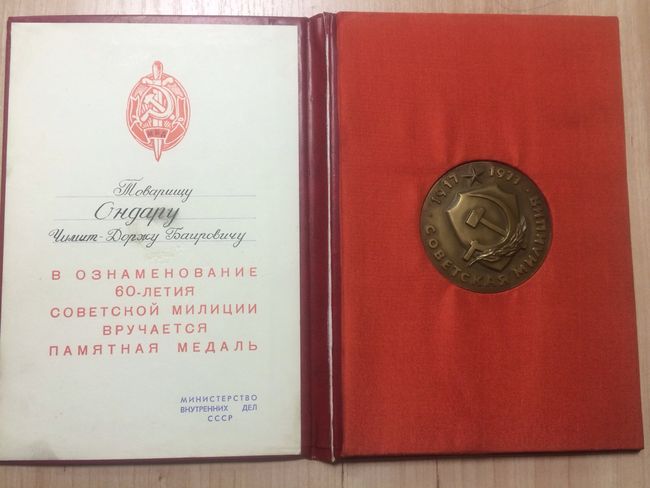 МВД
Товарищу
Ондару
Чимит-Доржу Баировичу
В ОЗНАМЕНОВАНИЕ
60-ЛЕТИЯ
СОВЕТСКОЙ МИЛИЦИИ
ВРУЧАЕТСЯ
ПАМЯТНАЯ МЕДАЛЬ
МИНИСТЕРСТВО
ВНУТРЕННИХ ДЕЛ
СССР
1917 1977
СОВЕТСКАЯ МИЛИЦИЯ